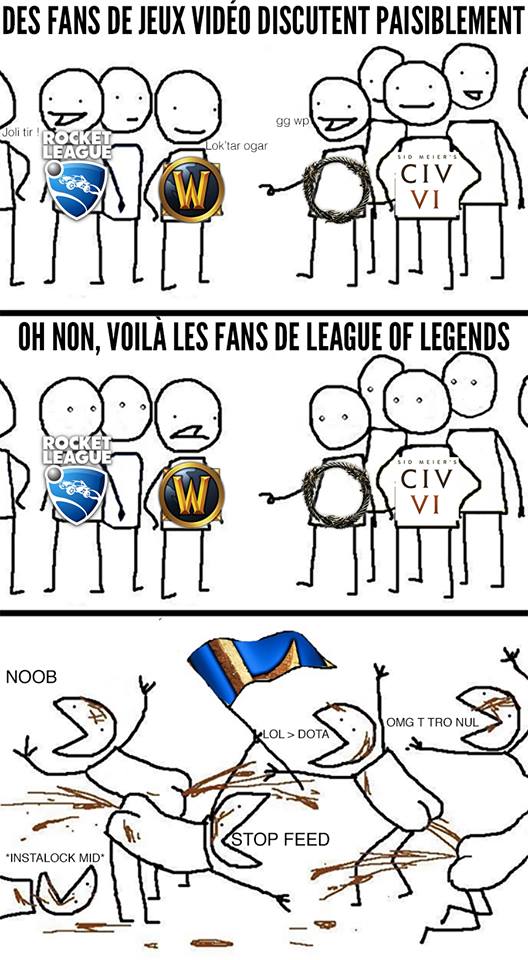 DES FANS DE JEUX VIDÉO DISCUTENT PAISIBLEMENT
Joli tir !
ROCKET
LEAGUE
Lok'tar ogar
W
gg wp
SID MEIER'S
CIV
VI
OH NON, VOILÀ LES FANS DE LEAGUE OF LEGENDS
ROCKET
LEAGUE
W
SID MEIER'S
CIV
VI
NOOB
LOL > DOTA
OMG T TRO NUL
STOP FEED
*INSTALOCK MID*